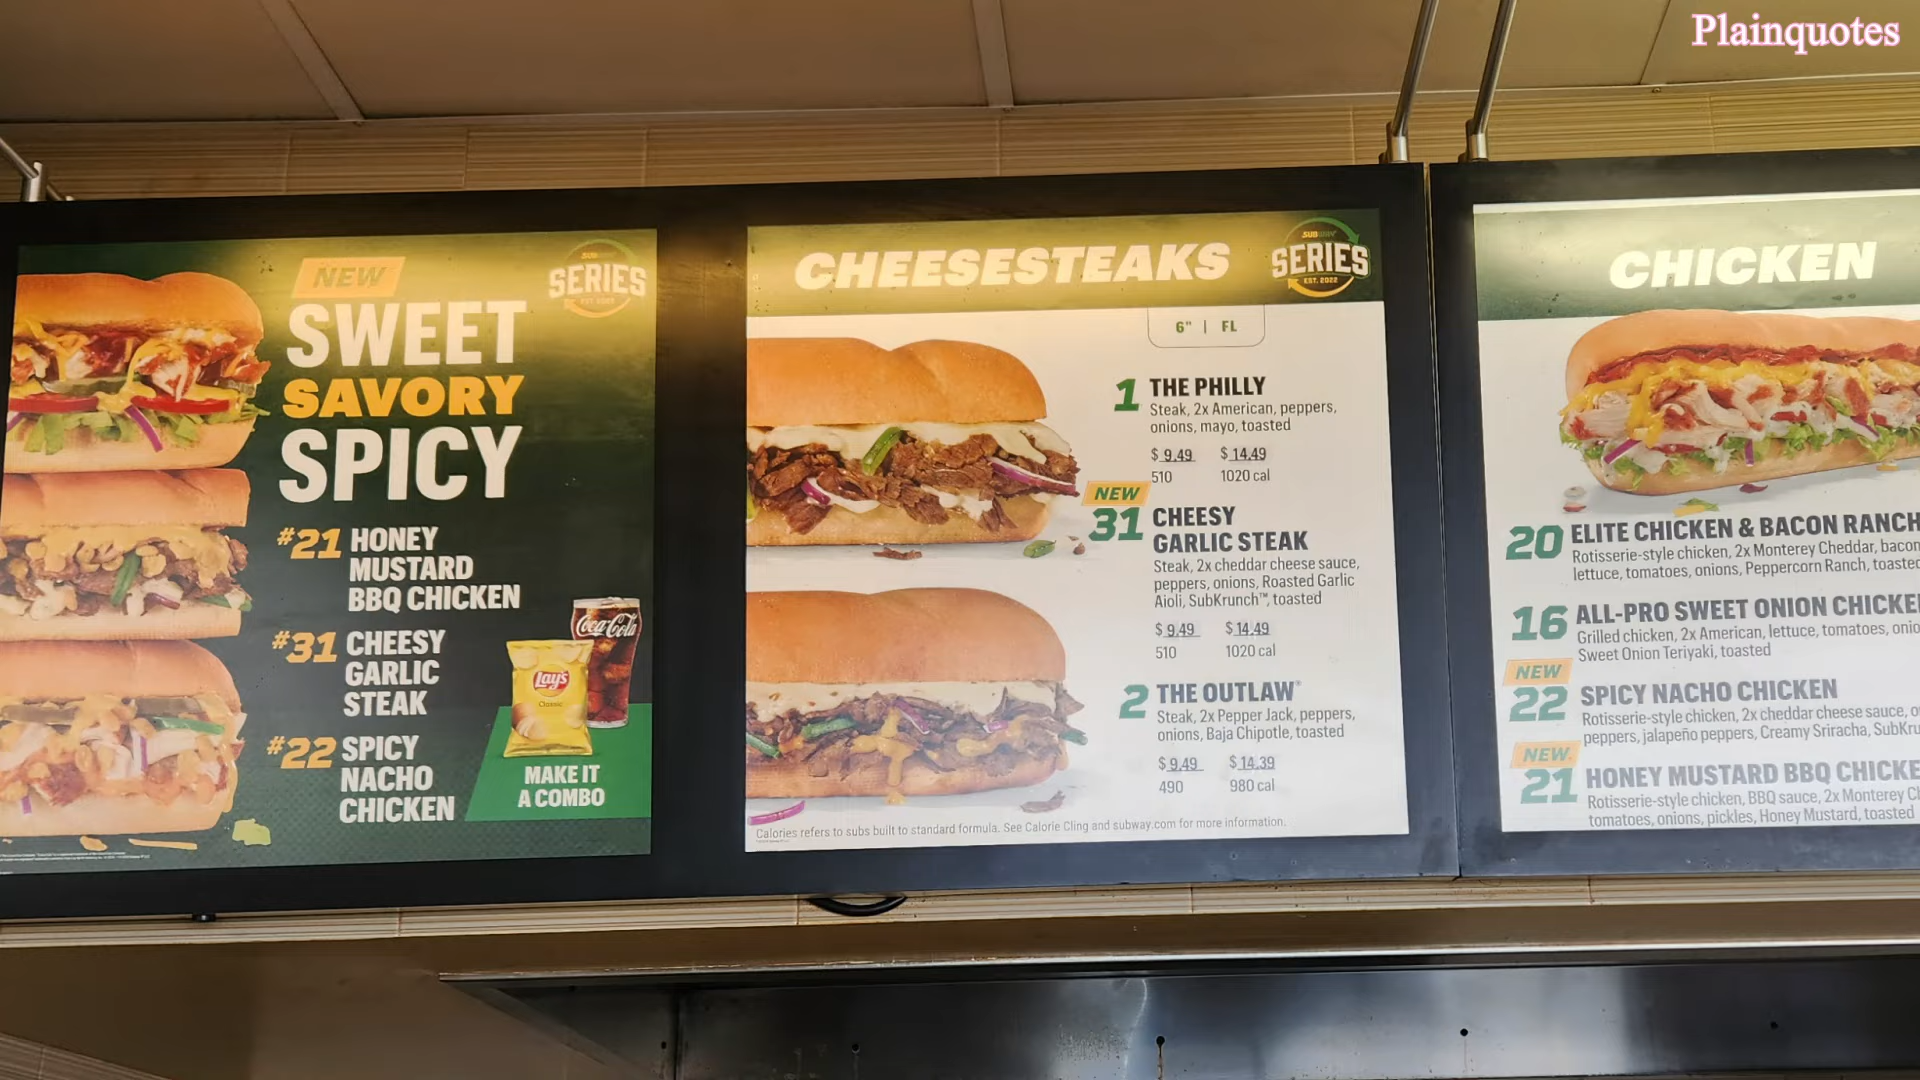 Plainquotes
NEW
SUBWAY
SERIES
EST. 2022
SWEET
SAVORY
SPICY
#21 HONEY
MUSTARD
BBQ CHICKEN
#31 CHEESY
GARLIC
STEAK
#22 SPICY
NACHO
CHICKEN
Coca-Cola
Lay's
Classic
MAKE IT
A COMBO
CHEESESTEAKS
SUBWAY
SERIES
EST. 2022
6" | FL
1 THE PHILLY
Steak, 2x American, peppers,
onions, mayo, toasted
$ 9.49 $ 14.49
510 1020 cal
NEW
31 CHEESY
GARLIC STEAK
Steak, 2x cheddar cheese sauce,
peppers, onions, Roasted Garlic
Aioli, SubKrunch™, toasted
$ 9.49 $ 14.49
510 1020 cal
2 THE OUTLAW®
Steak, 2x Pepper Jack, peppers,
onions, Baja Chipotle, toasted
$ 9.49 $ 14.39
490 980 cal
Calories refers to subs built to standard formula. See Calorie Cling and subway.com for more information.
CHICKEN
20 ELITE CHICKEN & BACON RANCH
Rotisserie-style chicken, 2x Monterey Cheddar, bacon
lettuce, tomatoes, onions, Peppercorn Ranch, toasted
16 ALL-PRO SWEET ONION CHICKE
Grilled chicken, 2x American, lettuce, tomatoes, onio
Sweet Onion Teriyaki, toasted
NEW
22 SPICY NACHO CHICKEN
Rotisserie-style chicken, 2x cheddar cheese sauce, o
peppers, jalapeño peppers, Creamy Sriracha, SubKru
NEW
21 HONEY MUSTARD BBQ CHICKE
Rotisserie-style chicken, BBQ sauce, 2x Monterey Ch
tomatoes, onions, pickles, Honey Mustard, toasted